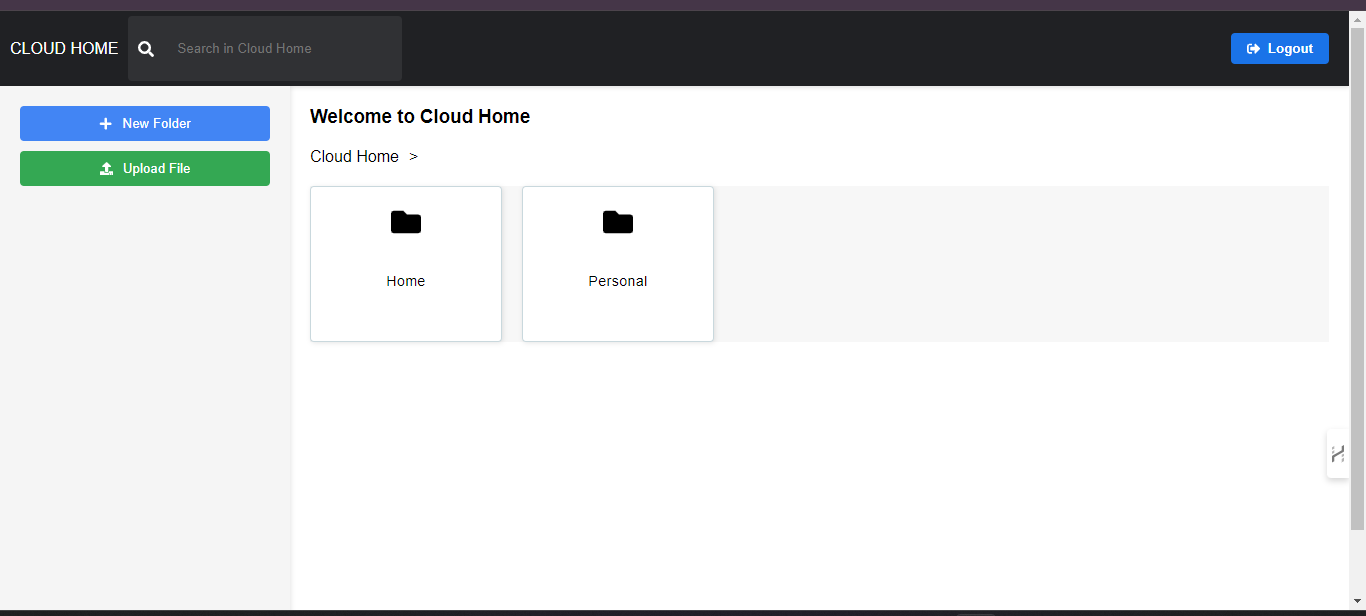 CLOUD HOME
Search in Cloud Home
Logout
New Folder
Upload File
Welcome to Cloud Home
Cloud Home >
Home
Personal